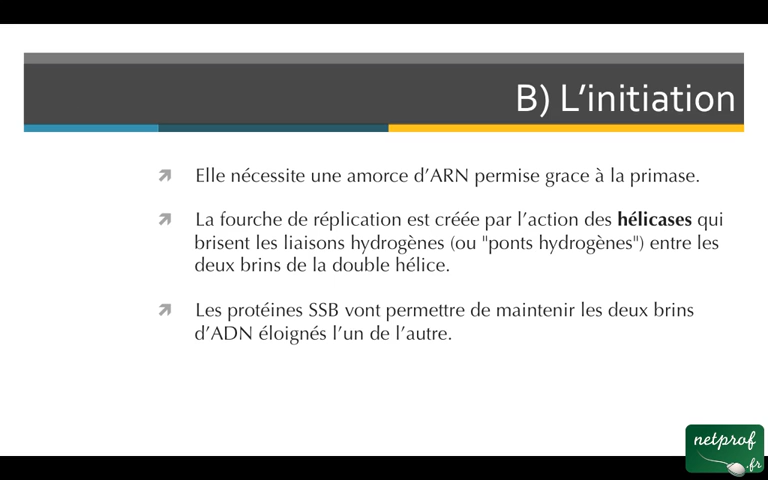 B) L’initiation
Elle nécessite une amorce d’ARN permise grace à la primase.
La fourche de réplication est créée par l’action des hélicases qui
brisent les liaisons hydrogènes (ou "ponts hydrogènes") entre les
deux brins de la double hélice.
Les protéines SSB vont permettre de maintenir les deux brins
d’ADN éloignés l’un de l’autre.
netprof
.fr